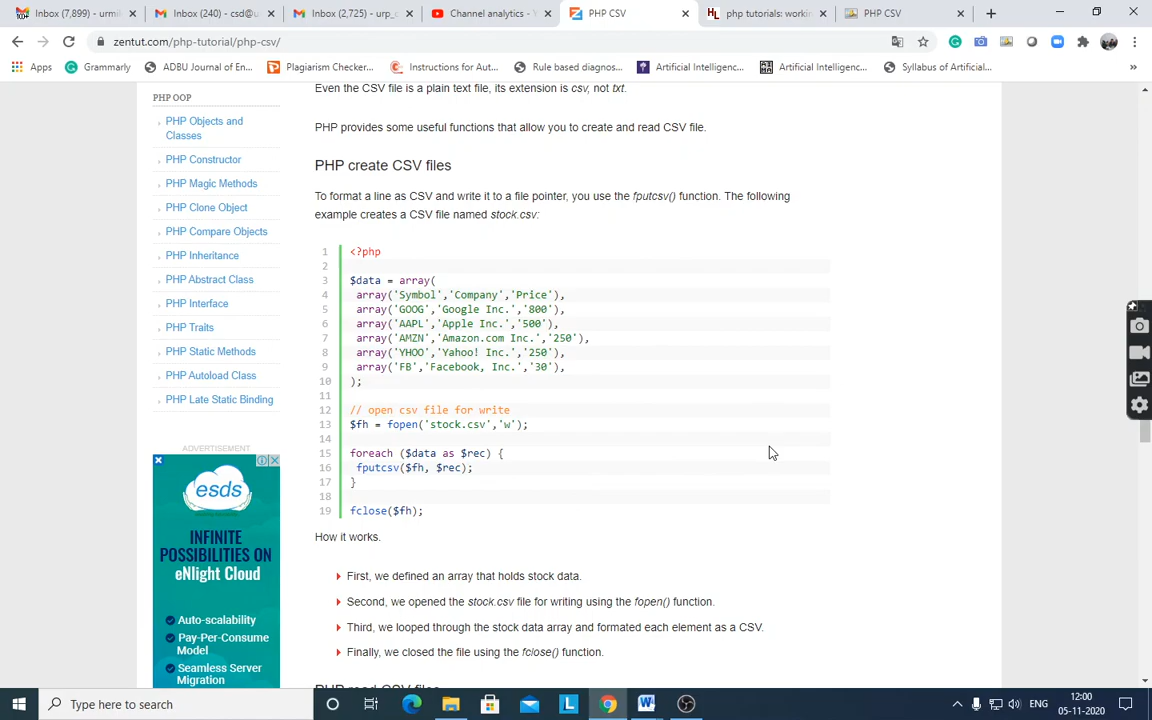 Inbox (7,899) – urmil
Inbox (240) - csd@u
Inbox (2,725) - urp_c
Channel analytics - Y
PHP CSV
php tutorials: workin
PHP CSV
zentut.com/php-tutorial/php-csv/
Apps
Grammarly
ADBU Journal of En...
Plagiarism Checker...
Instructions for Aut...
Rule based diagnos...
Artificial Intelligenc...
Artificial Intelligenc...
Syllabus of Artificial...
PHP OOP
PHP Objects and
Classes
PHP Constructor
PHP Magic Methods
PHP Clone Object
PHP Compare Objects
PHP Inheritance
PHP Abstract Class
PHP Interface
PHP Traits
PHP Static Methods
PHP Autoload Class
PHP Late Static Binding
ADVERTISEMENT
esds
INFINITE
POSSIBILITIES ON
eNlight Cloud
Auto-scalability
Pay-Per-Consume
Model
Seamless Server
Migration
Even the CSV file is a plain text file, its extension is csv, not txt.
PHP provides some useful functions that allow you to create and read CSV file.
PHP create CSV files
To format a line as CSV and write it to a file pointer, you use the fputcsv() function. The following
example creates a CSV file named stock.csv:
1 <?php
2
3 $data = array(
4 array('Symbol','Company','Price'),
5 array('GOOG','Google Inc.','800'),
6 array('AAPL','Apple Inc.','500'),
7 array('AMZN','Amazon.com Inc.','250'),
8 array('YHOO','Yahoo! Inc.','250'),
9 array('FB','Facebook, Inc.','30'),
10 );
11
12 // open csv file for write
13 $fh = fopen('stock.csv','w');
14
15 foreach ($data as $rec) {
16 fputcsv($fh, $rec);
17 }
18
19 fclose($fh);
How it works.
First, we defined an array that holds stock data.
Second, we opened the stock.csv file for writing using the fopen() function.
Third, we looped through the stock data array and formated each element as a CSV.
Finally, we closed the file using the fclose() function.
PHP read CSV files
Type here to search
ENG
12:00
05-11-2020